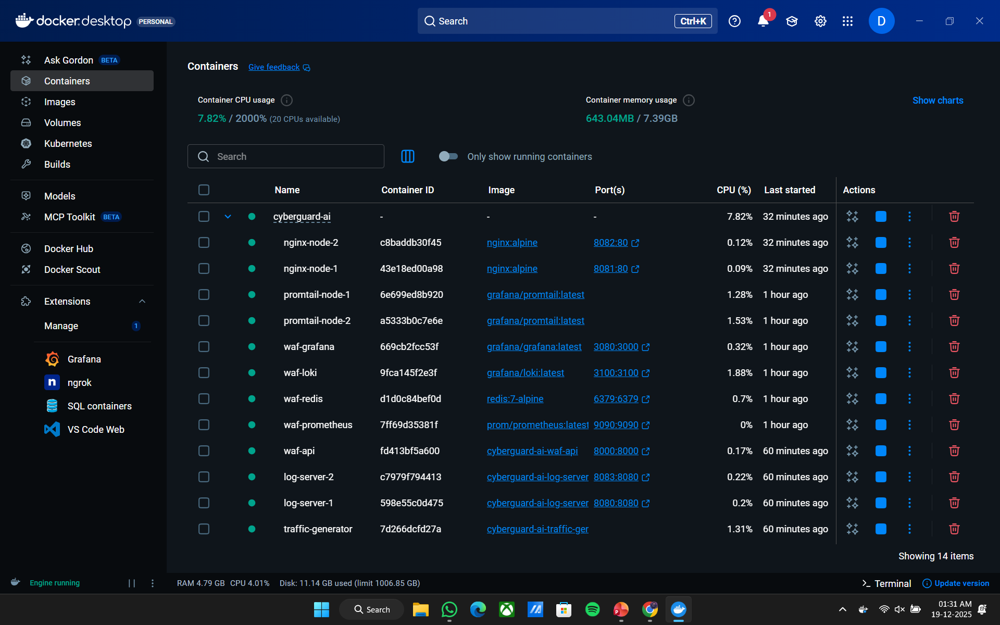 docker.desktop PERSONAL
Search
Ctrl+K
1
D
Ask Gordon BETA
Containers
Images
Volumes
Kubernetes
Builds
Models
MCP Toolkit BETA
Docker Hub
Docker Scout
Extensions
Manage 1
Grafana
n ngrok
SQL containers
VS Code Web
Containers Give feedback
Container CPU usage
7.82% / 2000% (20 CPUs available)
Container memory usage
643.04MB / 7.39GB
Show charts
Search
Only show running containers
Name Container ID Image Port(s) CPU (%) Last started Actions
cyberguard-ai - - - 7.82% 32 minutes ago
nginx-node-2 c8baddb30f45 nginx:alpine 8082:80 0.12% 32 minutes ago
nginx-node-1 43e18ed00a98 nginx:alpine 8081:80 0.09% 32 minutes ago
promtail-node-1 6e699ed8b920 grafana/promtail:latest 1.28% 1 hour ago
promtail-node-2 a5333b0c7e6e grafana/promtail:latest 1.53% 1 hour ago
waf-grafana 669cb2fcc53f grafana/grafana:latest 3080:3000 0.32% 1 hour ago
waf-loki 9fca145f2e3f grafana/loki:latest 3100:3100 1.88% 1 hour ago
waf-redis d1d0c84bef0d redis:7-alpine 6379:6379 0.7% 1 hour ago
waf-prometheus 7ff69d35381f prom/prometheus:latest 9090:9090 0% 1 hour ago
waf-api fd413bf5a600 cyberguard-ai-waf-api 8000:8000 0.17% 60 minutes ago
log-server-2 c7979f794413 cyberguard-ai-log-server 8083:8080 0.22% 60 minutes ago
log-server-1 598e55c0d475 cyberguard-ai-log-server 8080:8080 0.2% 60 minutes ago
traffic-generator 7d266dcfd27a cyberguard-ai-traffic-ger 1.31% 60 minutes ago
Showing 14 items
Engine running
RAM 4.79 GB CPU 4.01% Disk: 11.14 GB used (limit 1006.85 GB)
Terminal
Update version
Search
01:31 AM
19-12-2025